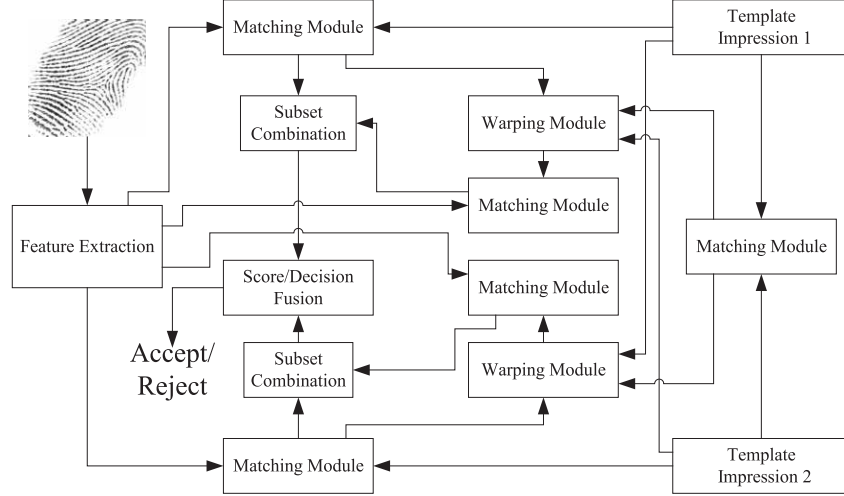 Matching Module
Template
Impression 1
Subset
Combination
Warping Module
Matching Module
Feature Extraction
Matching Module
Score/Decision
Fusion
Matching Module
Accept/
Reject
Subset
Combination
Warping Module
Matching Module
Template
Impression 2